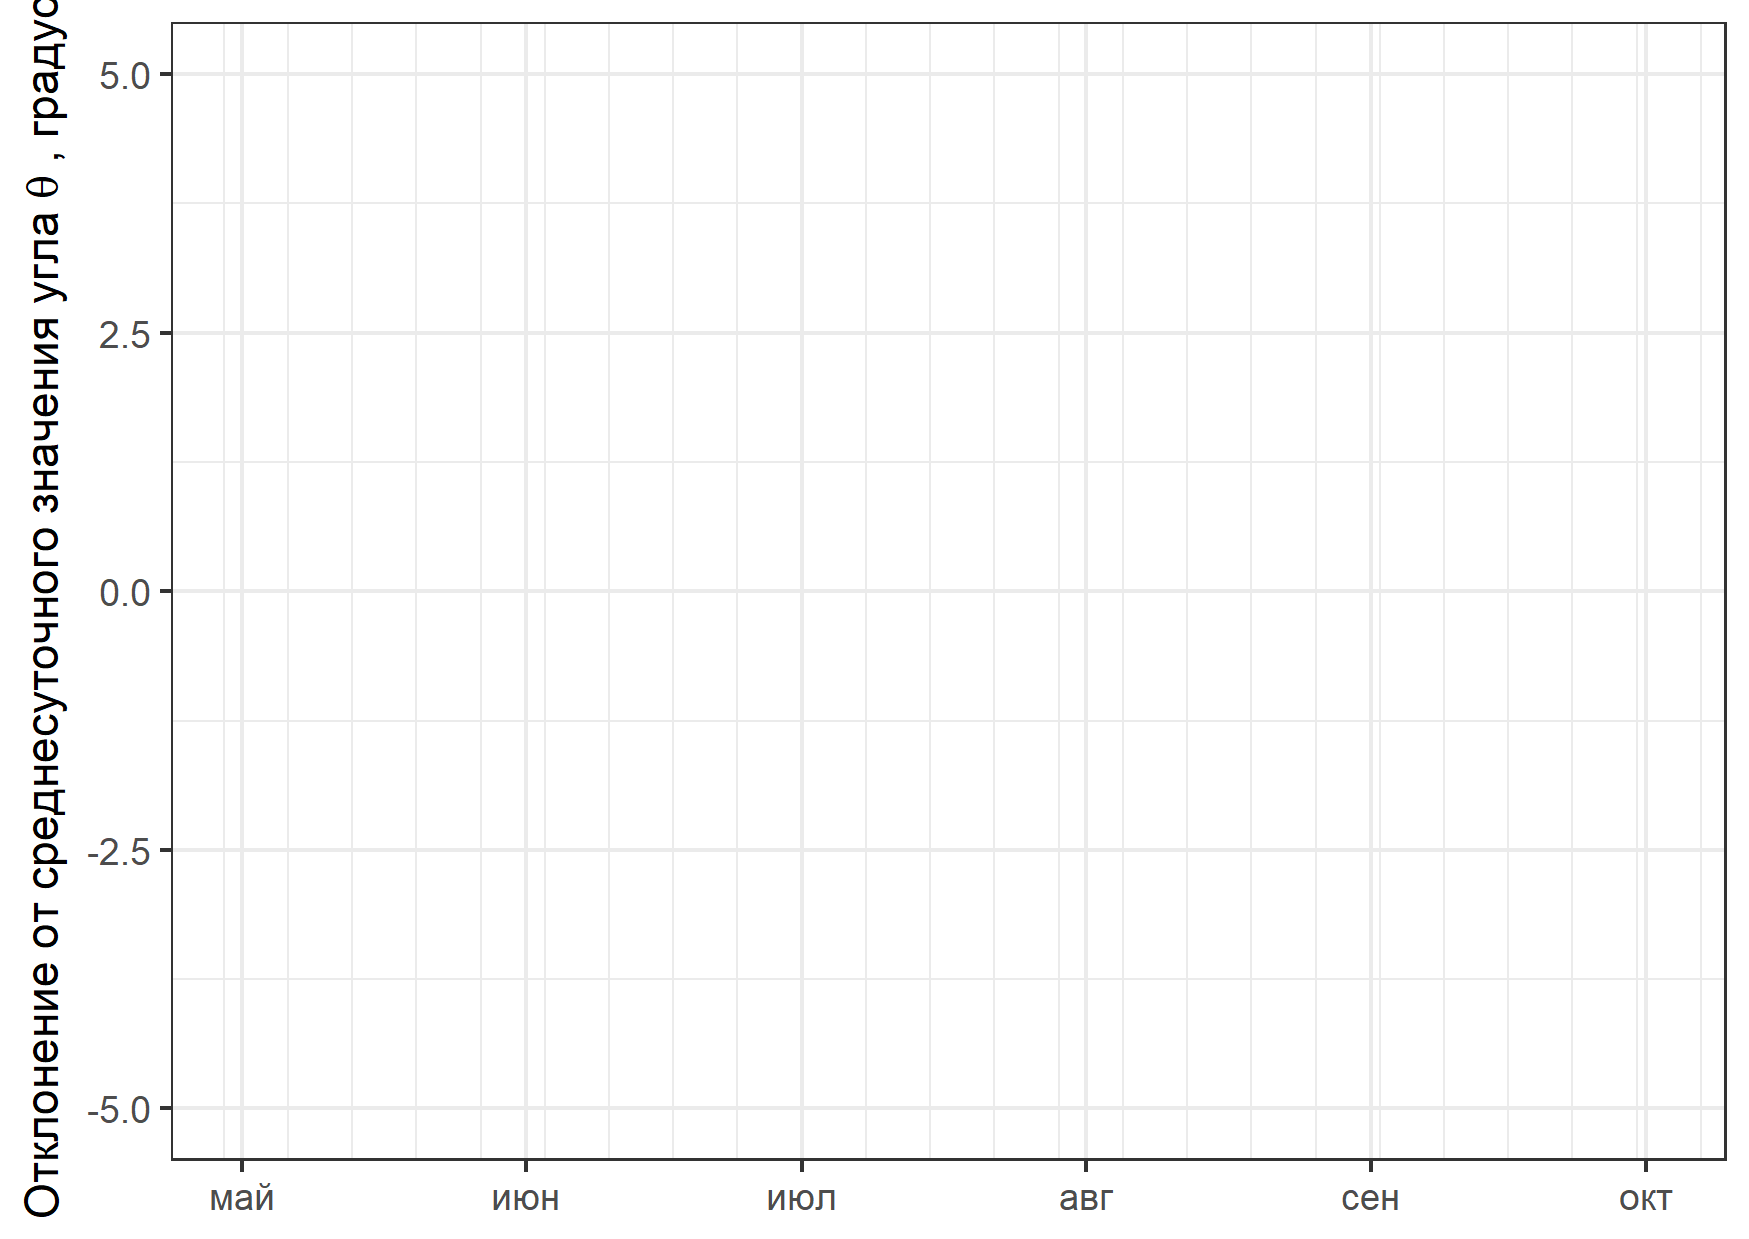 Отклонение от среднесуточного значения угла θ , градус
5.0
2.5
0.0
-2.5
-5.0
май июн июл авг сен окт